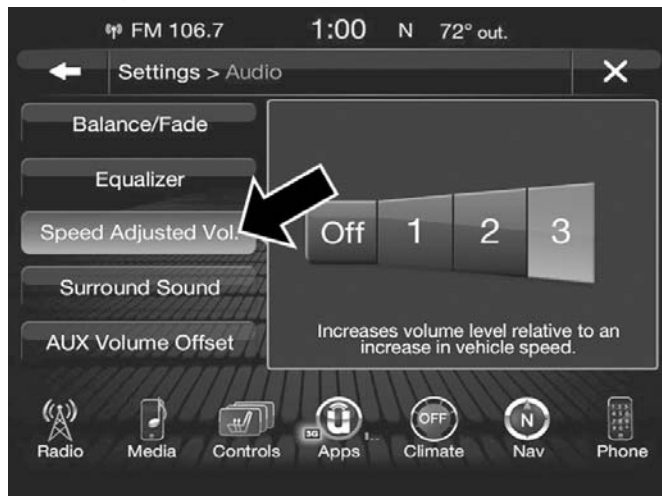 FM 106.7 1:00 N 72° out.
Settings > Audio
Balance/Fade
Equalizer
Speed Adjusted Vol.
Surround Sound
AUX Volume Offset
Off 1 2 3
Increases volume level relative to an
increase in vehicle speed.
3G OFF N
Radio Media Controls Apps Climate Nav Phone